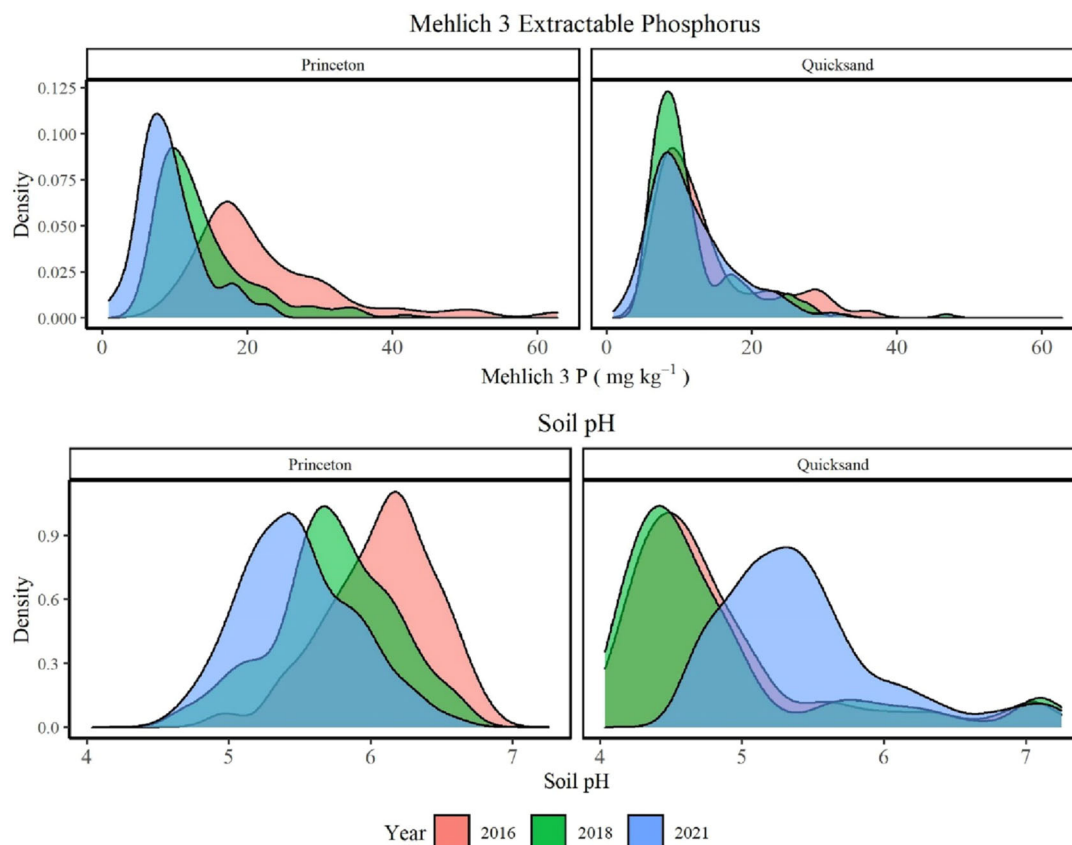 Mehlich 3 Extractable Phosphorus
Princeton
Quicksand
0.125
0.100
0.075
0.050
0.025
0.000
Density
0 20 40 60
0 20 40 60
Mehlich 3 P ( mg kg⁻¹ )
Soil pH
Princeton
Quicksand
0.9
0.6
0.3
0.0
Density
4 5 6 7
4 5 6 7
Soil pH
Year 2016 2018 2021